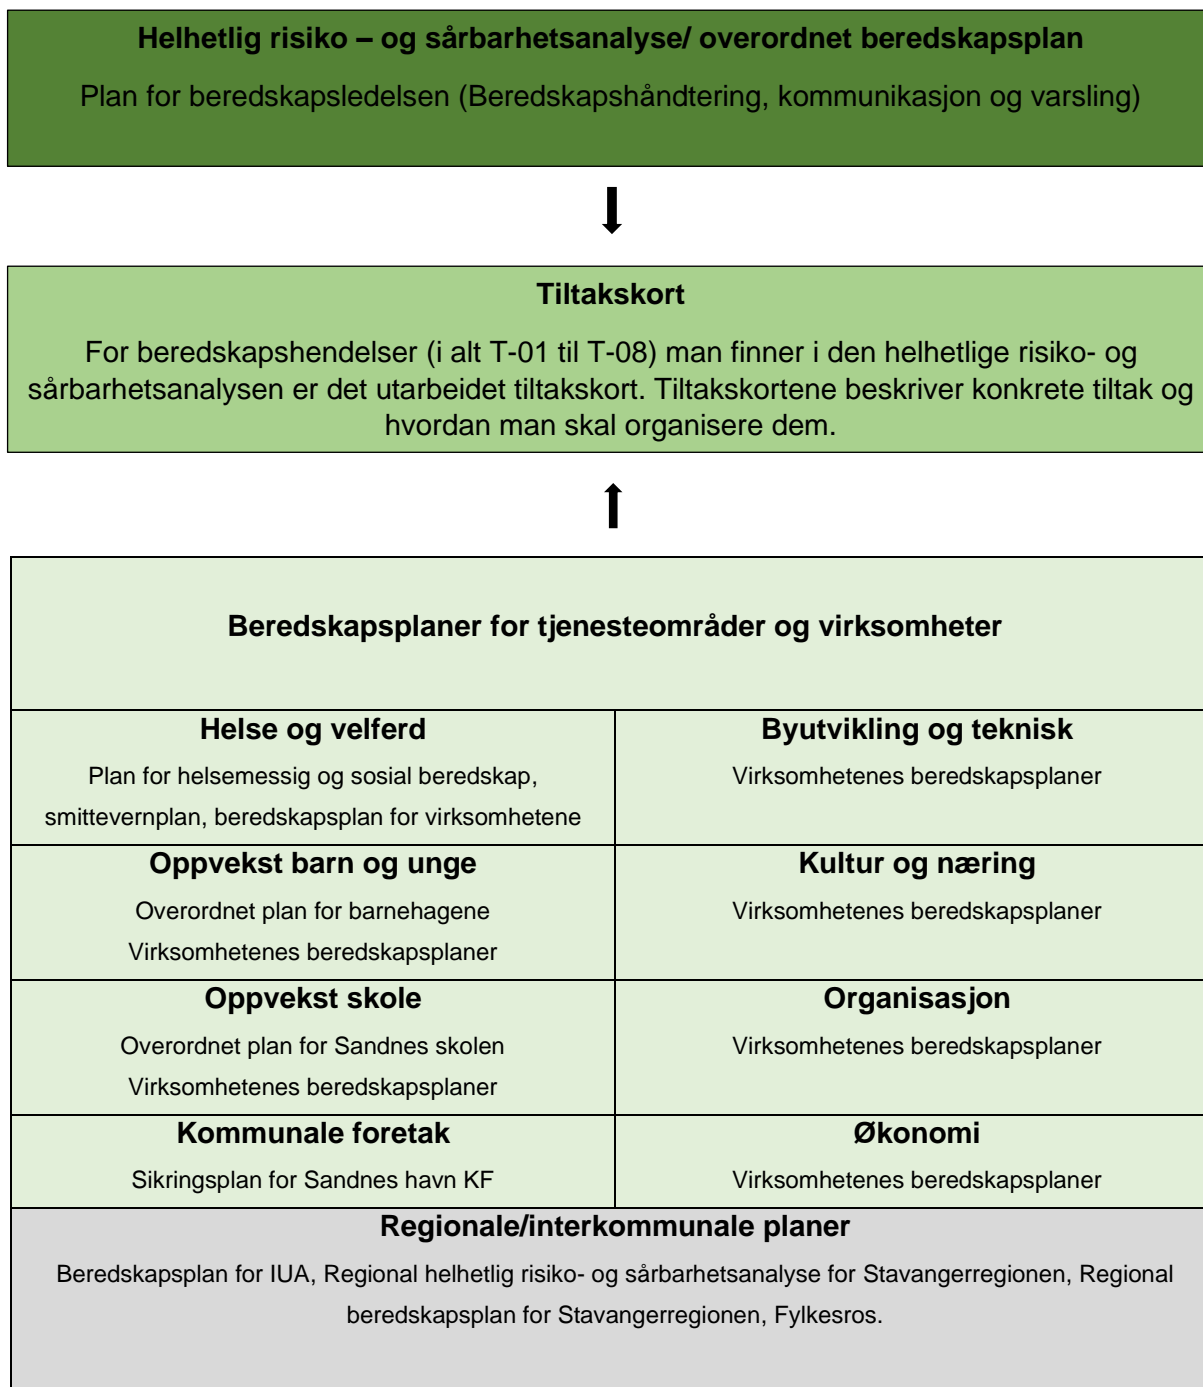 Helhetlig risiko – og sårbarhetsanalyse/ overordnet beredskapsplan
Plan for beredskapsledelsen (Beredskapshåndtering, kommunikasjon og varsling)
Tiltakskort
For beredskapshendelser (i alt T-01 til T-08) man finner i den helhetlige risiko- og
sårbarhetsanalysen er det utarbeidet tiltakskort. Tiltakskortene beskriver konkrete tiltak og
hvordan man skal organisere dem.
Beredskapsplaner for tjenesteområder og virksomheter
Helse og velferd
Plan for helsemessig og sosial beredskap,
smittevernplan, beredskapsplan for virksomhetene
Byutvikling og teknisk
Virksomhetenes beredskapsplaner
Oppvekst barn og unge
Overordnet plan for barnehagene
Virksomhetenes beredskapsplaner
Kultur og næring
Virksomhetenes beredskapsplaner
Oppvekst skole
Overordnet plan for Sandnes skolen
Virksomhetenes beredskapsplaner
Organisasjon
Virksomhetenes beredskapsplaner
Kommunale foretak
Sikringsplan for Sandnes havn KF
Økonomi
Virksomhetenes beredskapsplaner
Regionale/interkommunale planer
Beredskapsplan for IUA, Regional helhetlig risiko- og sårbarhetsanalyse for Stavangerregionen, Regional
beredskapsplan for Stavangerregionen, Fylkesros.